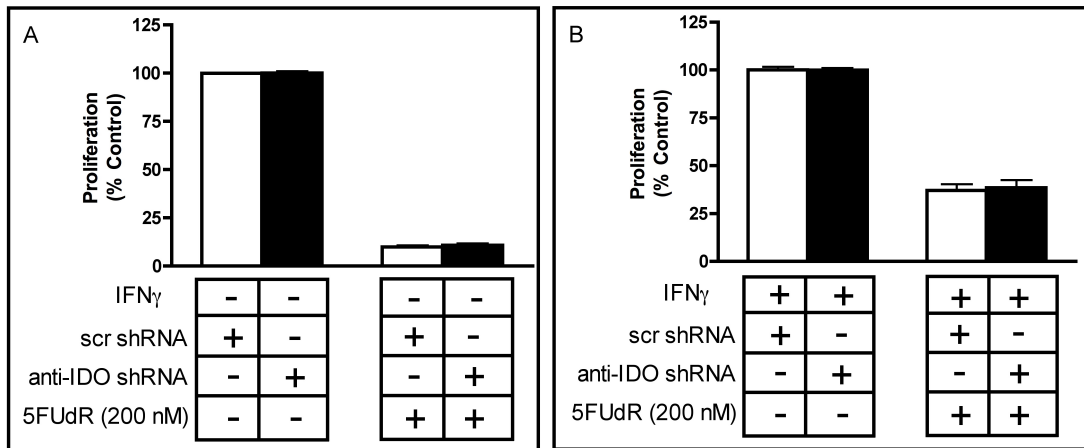 A
Proliferation
(% Control)
125
100
75
50
25
0
IFNγ - - - -
scr shRNA + - + -
anti-IDO shRNA - + - +
5FUdR (200 nM) - - + +
B
Proliferation
(% Control)
125
100
75
50
25
0
IFNγ + + + +
scr shRNA + - + -
anti-IDO shRNA - + - +
5FUdR (200 nM) - - + +